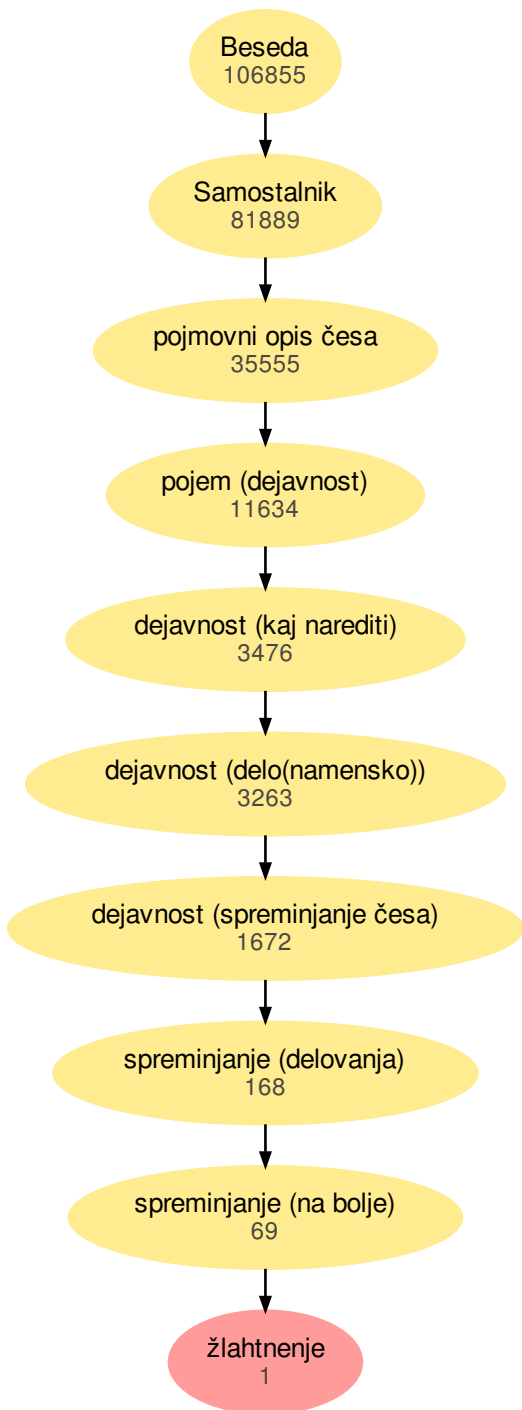 Beseda
106855
Samostalnik
81889
pojmovni opis česa
35555
pojem (dejavnost)
11634
dejavnost (kaj narediti)
3476
dejavnost (delo(namensko))
3263
dejavnost (spreminjanje česa)
1672
spreminjanje (delovanja)
168
spreminjanje (na bolje)
69
žlahtnenje
1